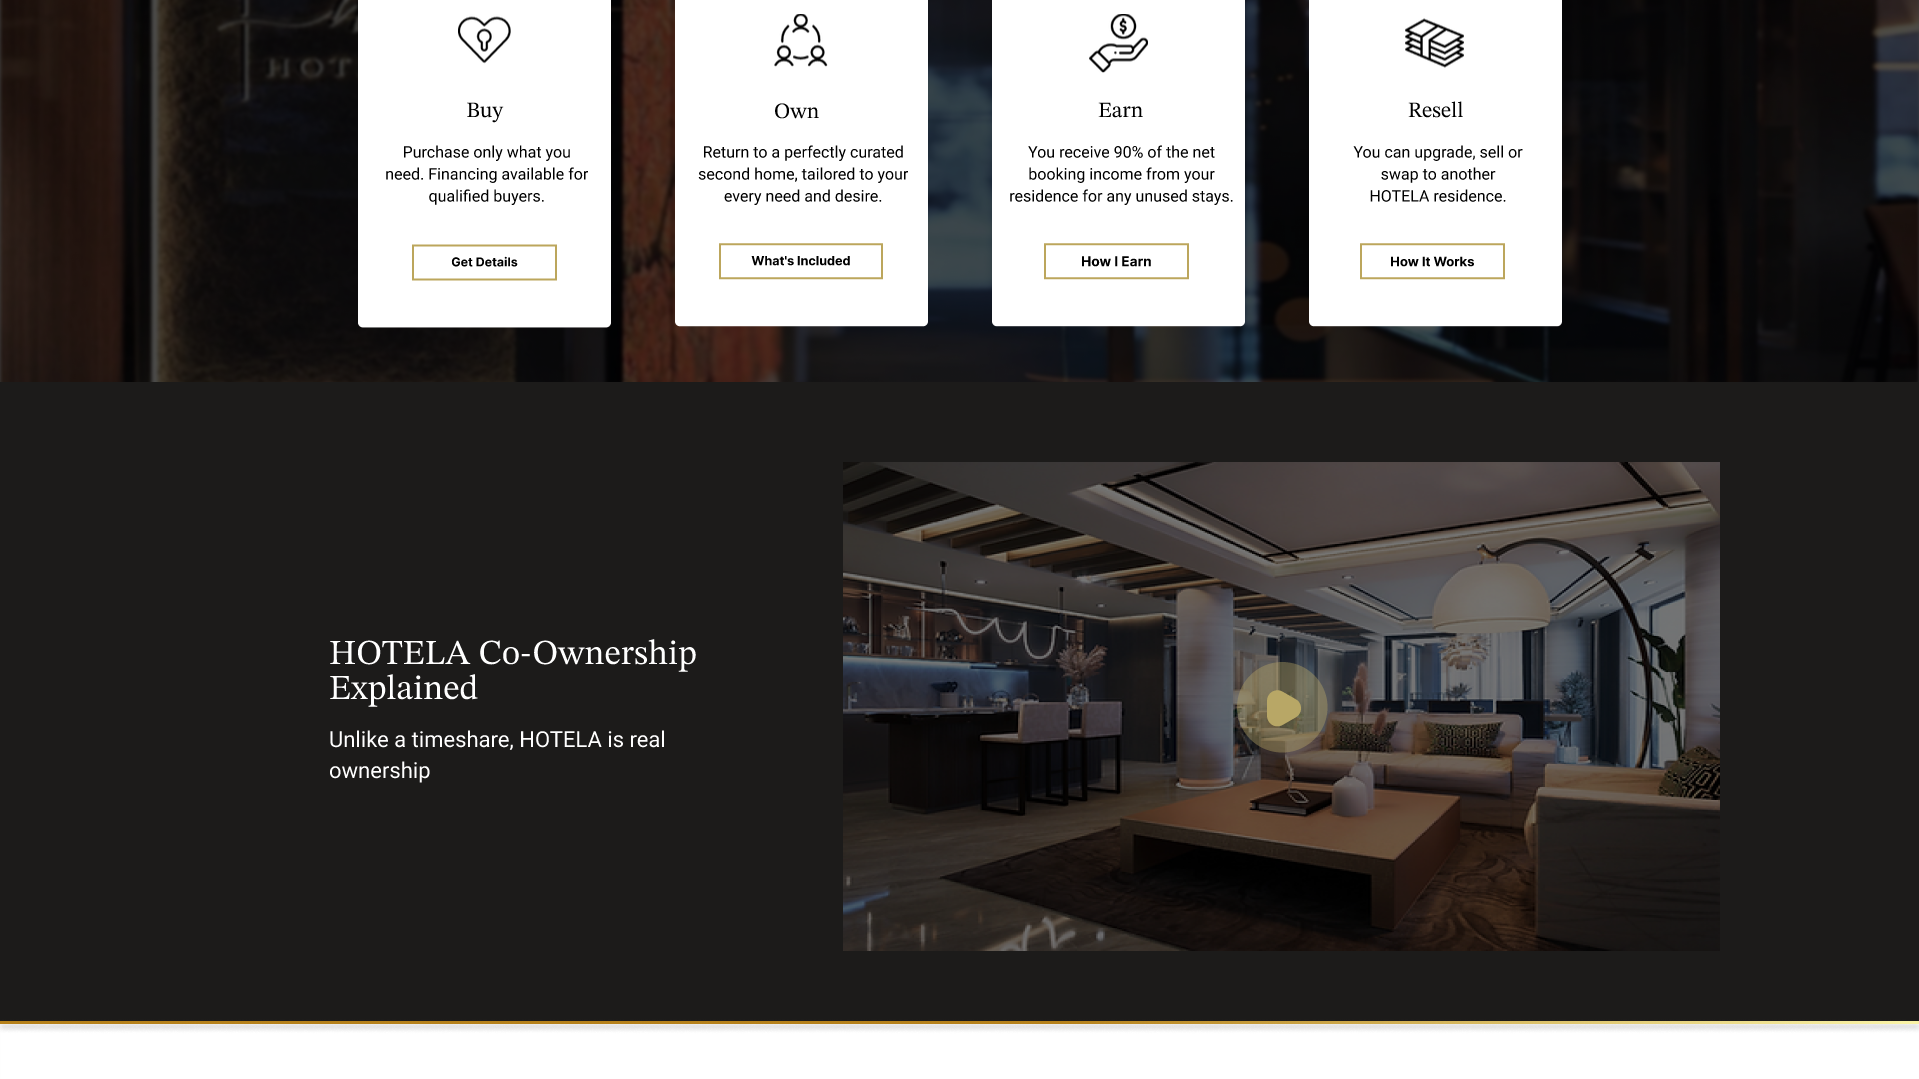 HOT
Buy
Purchase only what you
need. Financing available for
qualified buyers.
Get Details
Own
Return to a perfectly curated
second home, tailored to your
every need and desire.
What's Included
Earn
You receive 90% of the net
booking income from your
residence for any unused stays.
How I Earn
Resell
You can upgrade, sell or
swap to another
HOTELA residence.
How It Works
HOTELA Co-Ownership
Explained
Unlike a timeshare, HOTELA is real
ownership